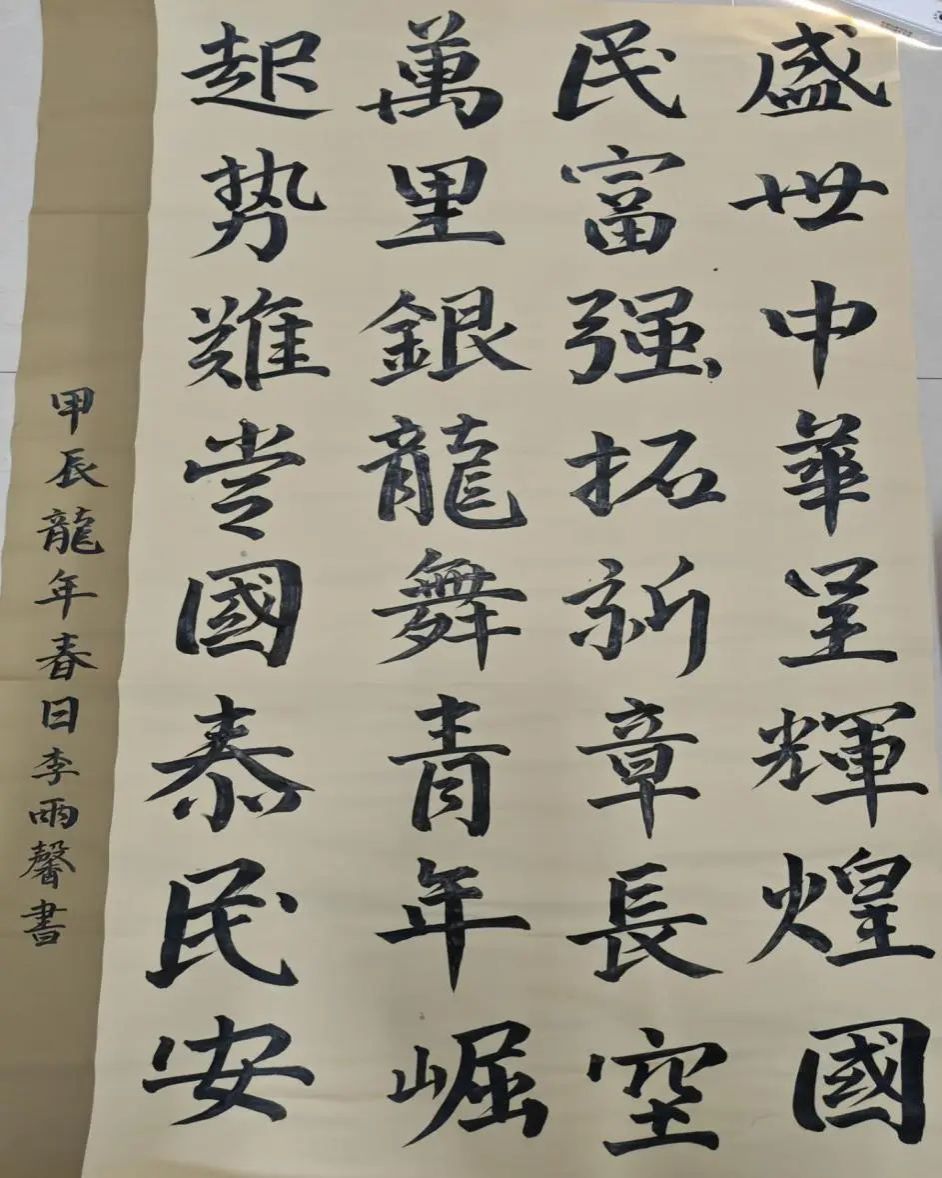 盛世中華呈輝煌國
民富强拓新章長空
萬里銀龍舞青年崛
起势難當國泰民安
甲辰龍年春日李雨馨書